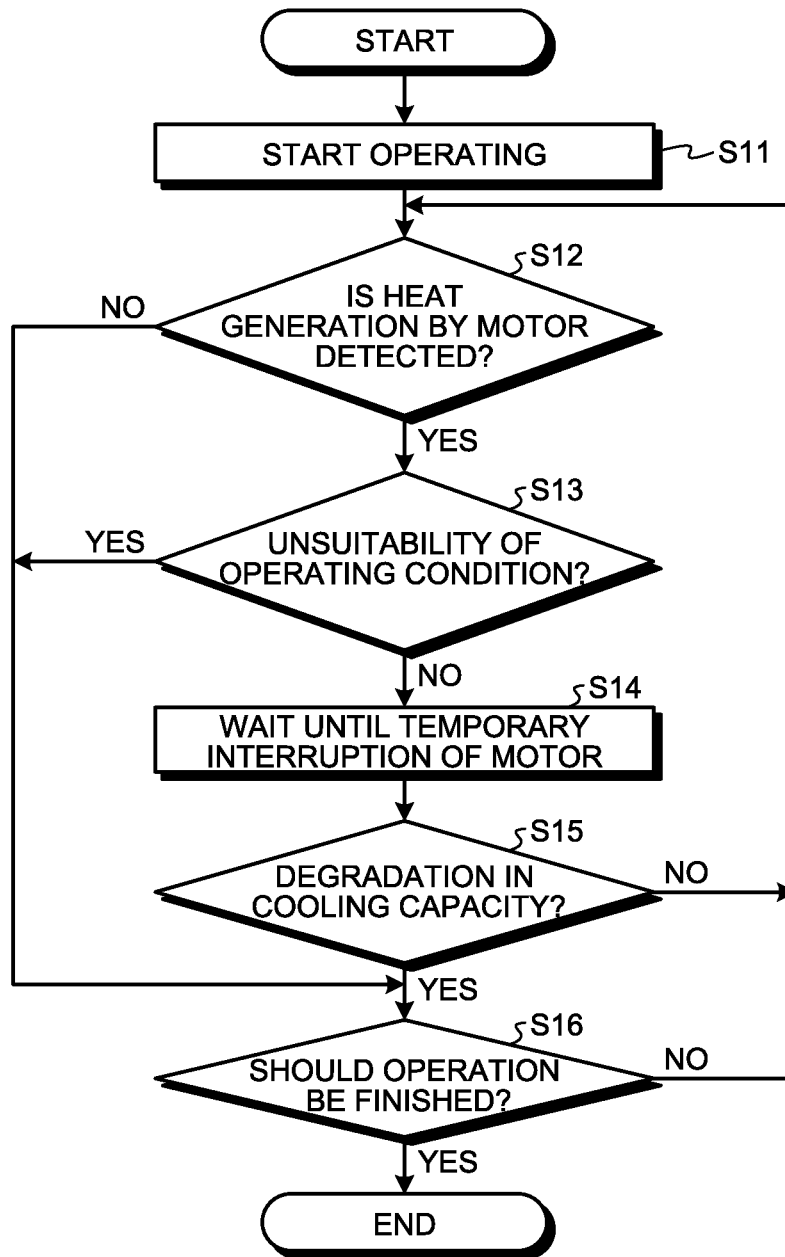 START
START OPERATING
S11
S12
NO
IS HEAT
GENERATION BY MOTOR
DETECTED?
YES
S13
YES
UNSUITABILITY OF
OPERATING CONDITION?
NO
S14
WAIT UNTIL TEMPORARY
INTERRUPTION OF MOTOR
S15
DEGRADATION IN
COOLING CAPACITY?
NO
YES
S16
SHOULD OPERATION
BE FINISHED?
NO
YES
END